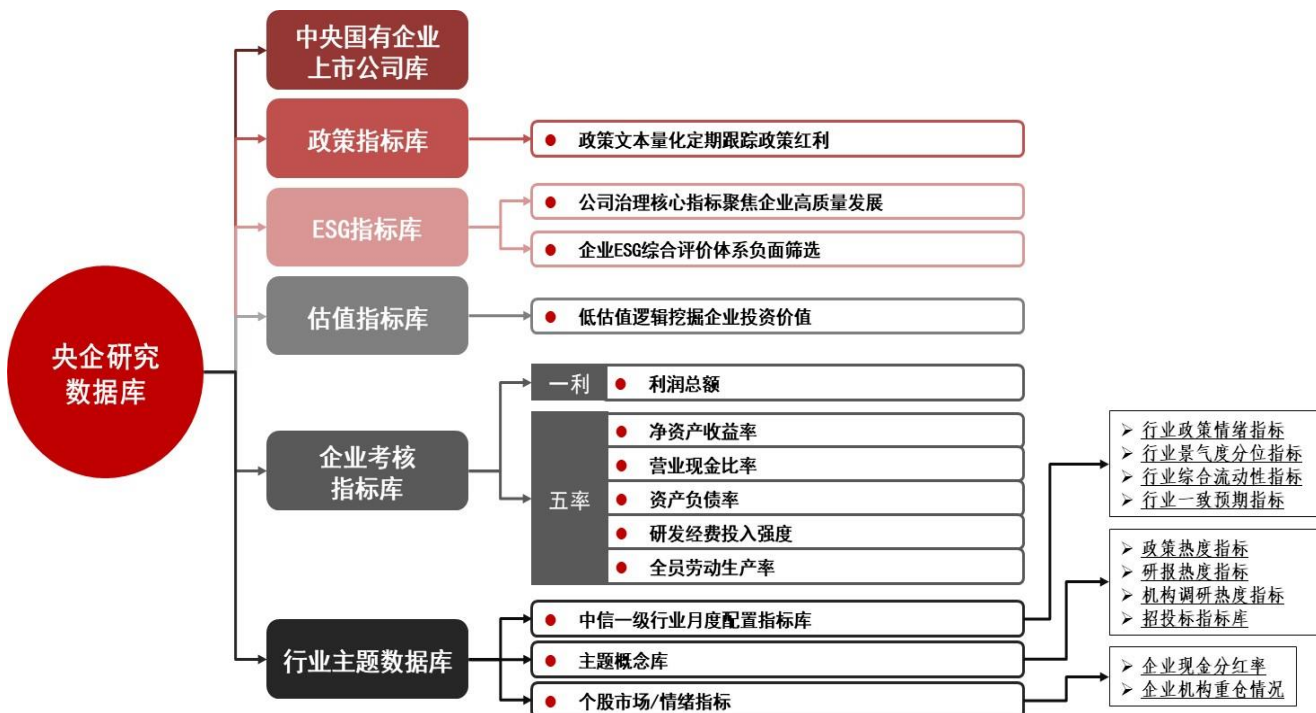 央企研究
数据库
中央国有企业
上市公司库
政策指标库
● 政策文本量化定期跟踪政策红利
ESG指标库
● 公司治理核心指标聚焦企业高质量发展
● 企业ESG综合评价体系负面筛选
估值指标库
● 低估值逻辑挖掘企业投资价值
企业考核
指标库
一利
● 利润总额
五率
● 净资产收益率
● 营业现金比率
● 资产负债率
● 研发经费投入强度
● 全员劳动生产率
行业主题数据库
● 中信一级行业月度配置指标库
➢ 行业政策情绪指标
➢ 行业景气度分位指标
➢ 行业综合流动性指标
➢ 行业一致预期指标
● 主题概念库
➢ 政策热度指标
➢ 研报热度指标
➢ 机构调研热度指标
➢ 招投标指标库
● 个股市场/情绪指标
➢ 企业现金分红率
➢ 企业机构重仓情况